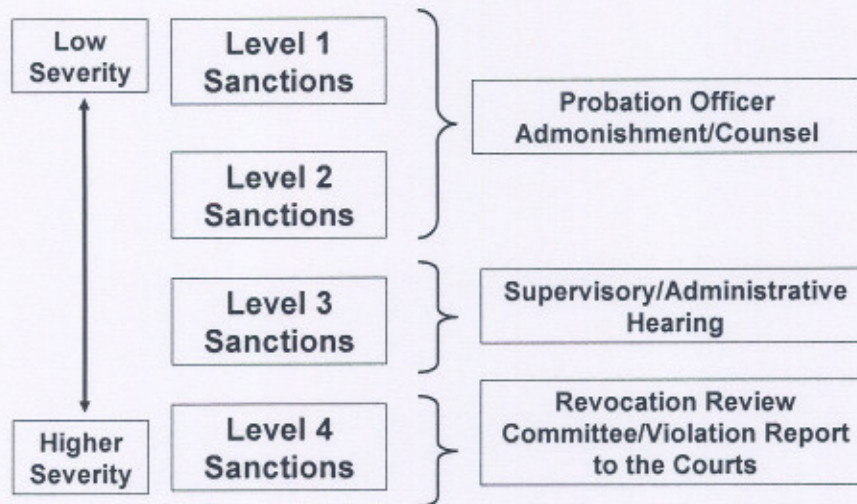 Low
Severity
Level 1
Sanctions
Probation Officer
Admonishment/Counsel
Level 2
Sanctions
Level 3
Sanctions
Supervisory/Administrative
Hearing
Higher
Severity
Level 4
Sanctions
Revocation Review
Committee/Violation Report
to the Courts